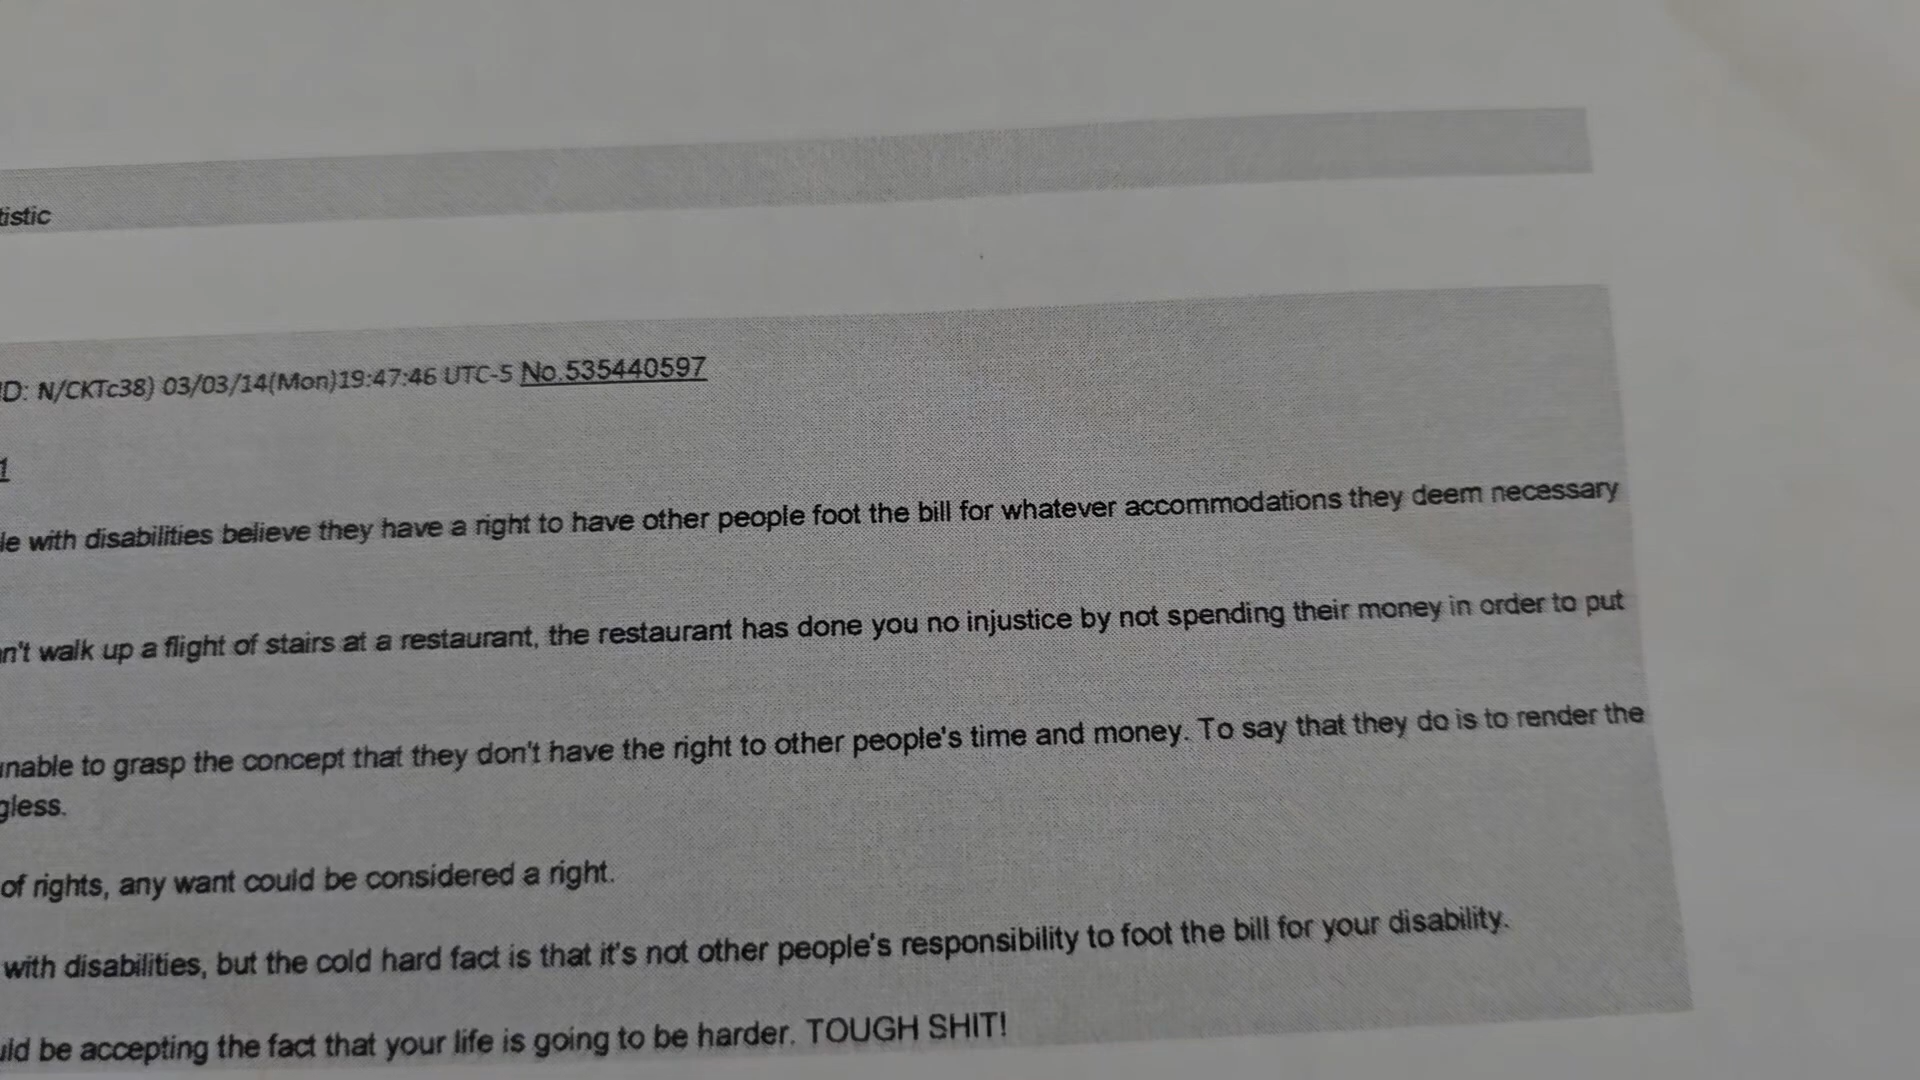 tistic
ID: N/CKTc38) 03/03/14(Mon)19:47:46 UTC-5 No.535440597
1
le with disabilities believe they have a right to have other people foot the bill for whatever accommodations they deem necessary
n't walk up a flight of stairs at a restaurant, the restaurant has done you no injustice by not spending their money in order to put
unable to grasp the concept that they don't have the right to other people's time and money. To say that they do is to render the
gless.
of rights, any want could be considered a right.
with disabilities, but the cold hard fact is that it's not other people's responsibility to foot the bill for your disability.
uld be accepting the fact that your life is going to be harder. TOUGH SHIT!